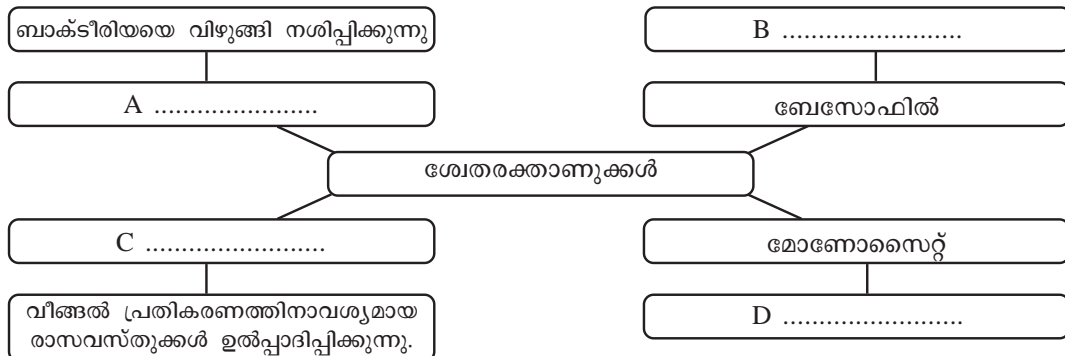 ബാക്ടീരിയയെ വിഴുങ്ങി നശിപ്പിക്കുന്നു
B ........................
A ......................
ബേസോഫിൽ
ശ്വേതരക്താണുക്കൾ
C ........................
മോണോസൈറ്റ്
വീങ്ങൽ പ്രതികരണത്തിനാവശ്യമായ
രാസവസ്തുക്കൾ ഉൽപ്പാദിപ്പിക്കുന്നു.
D ........................